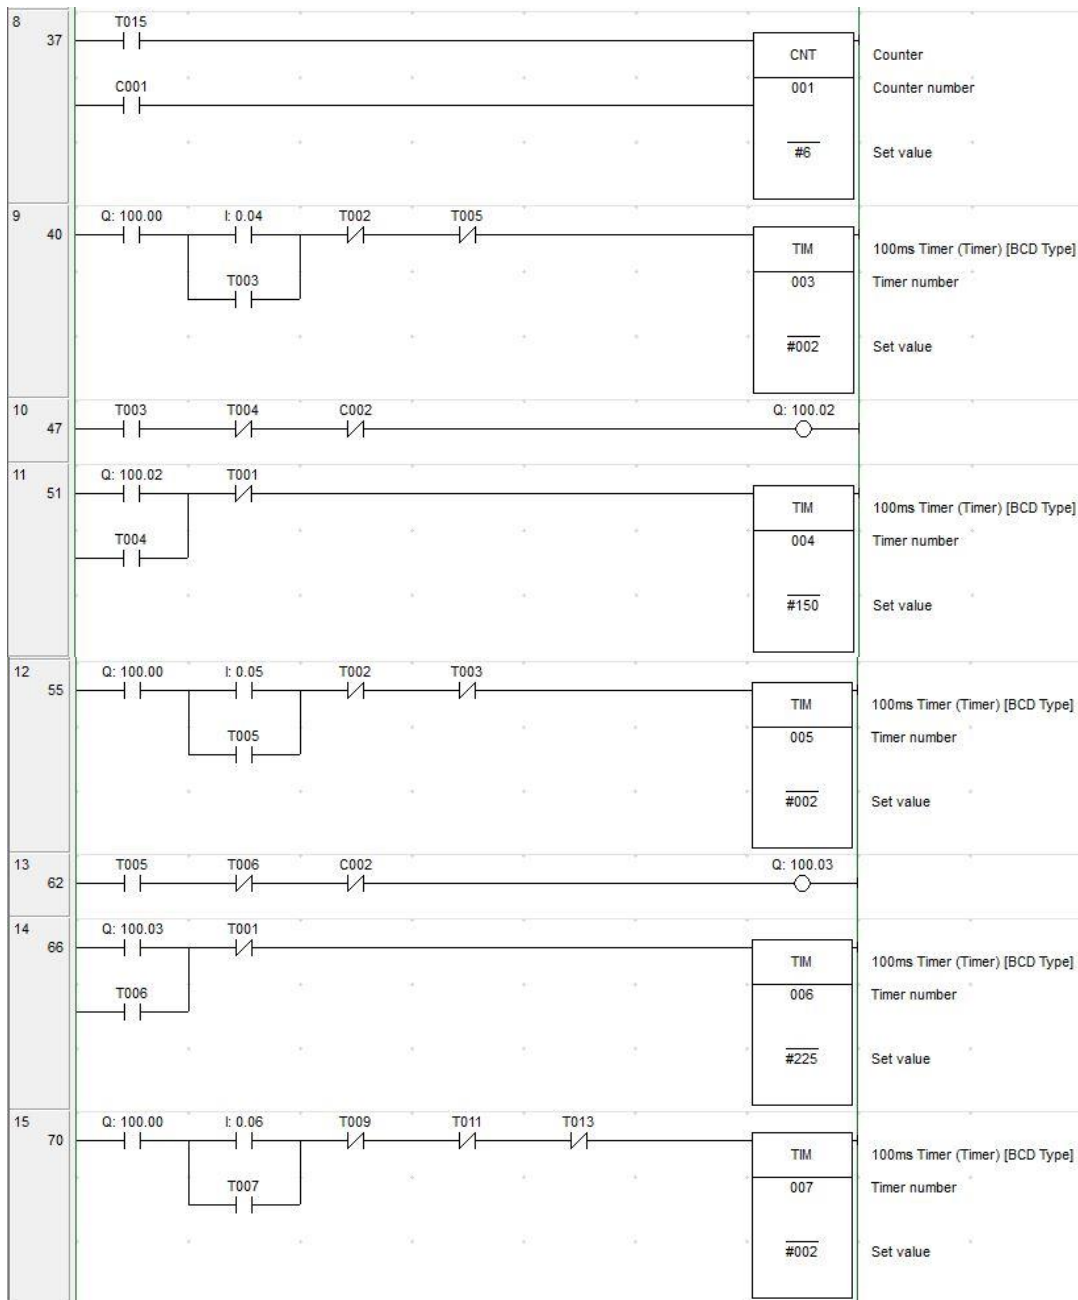 8 T015
37 CNT Counter
C001 001 Counter number
#6 Set value
9 Q: 100.00 I: 0.04 T002 T005
40 TIM 100ms Timer (Timer) [BCD Type]
T003 003 Timer number
#002 Set value
10 T003 T004 C002 Q: 100.02
47
11 Q: 100.02 T001
51 TIM 100ms Timer (Timer) [BCD Type]
T004 004 Timer number
#150 Set value
12 Q: 100.00 I: 0.05 T002 T003
55 TIM 100ms Timer (Timer) [BCD Type]
T005 005 Timer number
#002 Set value
13 T005 T006 C002 Q: 100.03
62
14 Q: 100.03 T001
66 TIM 100ms Timer (Timer) [BCD Type]
T006 006 Timer number
#225 Set value
15 Q: 100.00 I: 0.06 T009 T011 T013
70 TIM 100ms Timer (Timer) [BCD Type]
T007 007 Timer number
#002 Set value